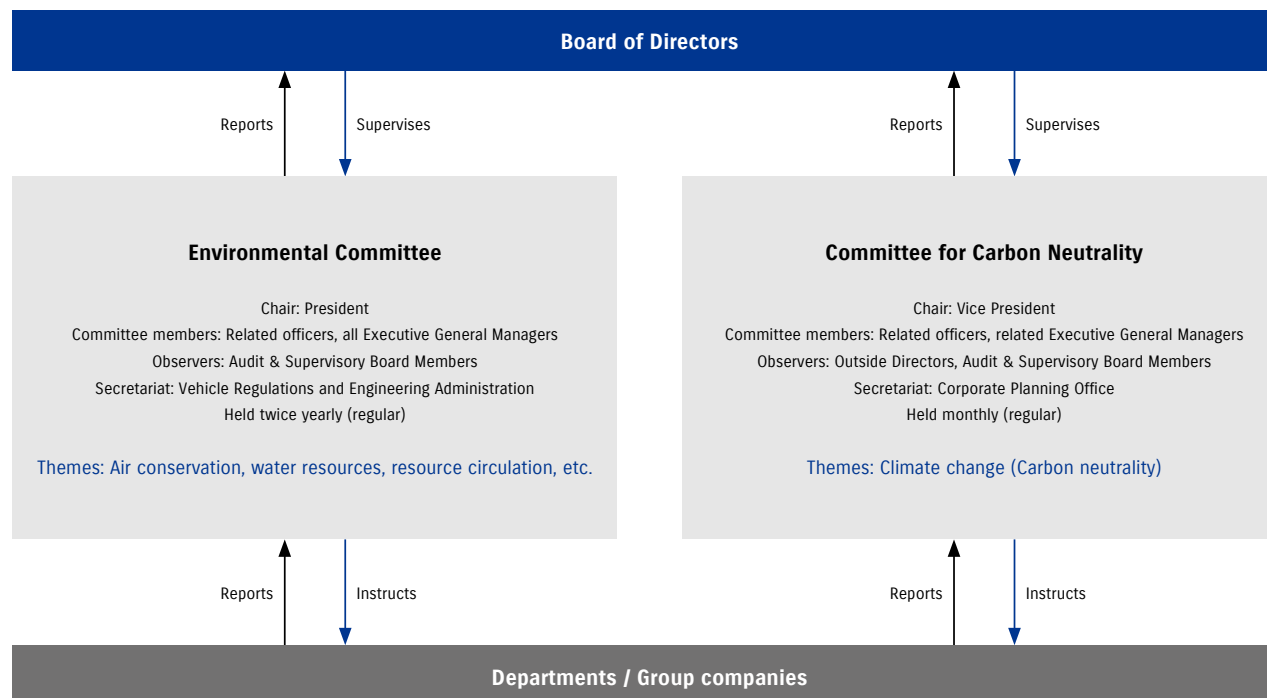 Board of Directors
Reports
Supervises
Reports
Supervises
Environmental Committee
Chair: President
Committee members: Related officers, all Executive General Managers
Observers: Audit & Supervisory Board Members
Secretariat: Vehicle Regulations and Engineering Administration
Held twice yearly (regular)
Themes: Air conservation, water resources, resource circulation, etc.
Committee for Carbon Neutrality
Chair: Vice President
Committee members: Related officers, related Executive General Managers
Observers: Outside Directors, Audit & Supervisory Board Members
Secretariat: Corporate Planning Office
Held monthly (regular)
Themes: Climate change (Carbon neutrality)
Reports
Instructs
Reports
Instructs
Departments / Group companies